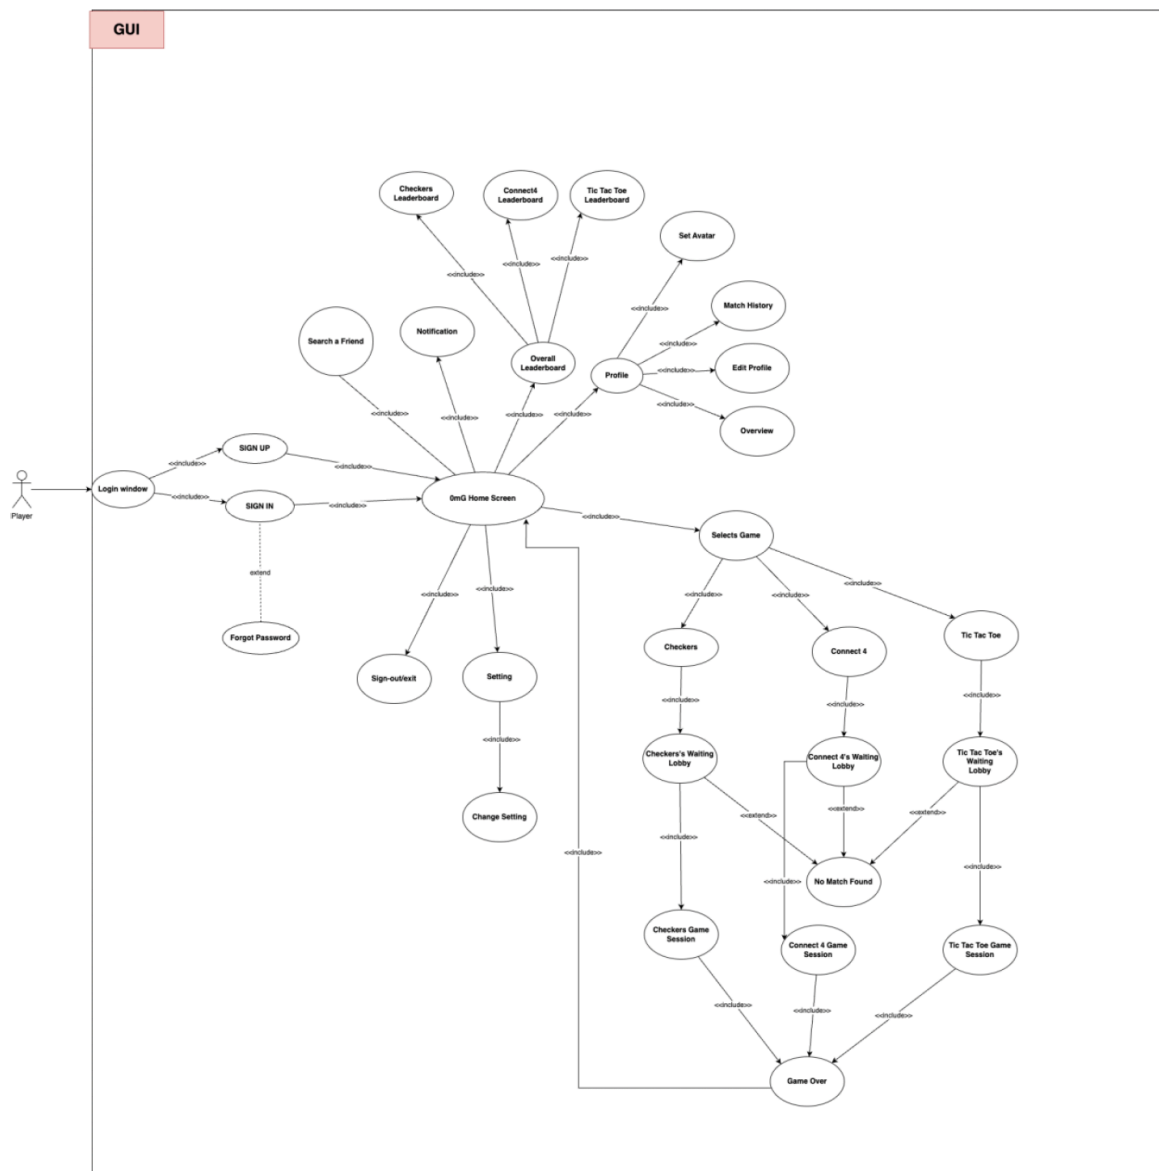 GUI
Checkers
Leaderboard
Connect4
Leaderboard
Tic Tac Toe
Leaderboard
Set Avatar
<<include>>
<<include>>
<<include>>
<<include>>
Match History
Search a Friend
Notification
Overall
Leaderboard
<<include>>
Profile
<<include>>
Edit Profile
<<include>>
<<include>>
<<include>>
<<include>>
<<include>>
Overview
SIGN UP
<<include>>
<<include>>
Login window
Player
<<include>>
SIGN IN
<<include>>
0mG Home Screen
<<include>>
Selects Game
extend
Forgot Password
<<include>>
<<include>>
<<include>>
<<include>>
<<include>>
Sign-out/exit
Setting
Checkers
Connect 4
Tic Tac Toe
<<include>>
<<include>>
<<include>>
<<include>>
Checkers's Waiting
Lobby
Connect 4's Waiting
Lobby
Tic Tac Toe's
Waiting
Lobby
Change Setting
<<extend>>
<<extend>>
<<extend>>
<<include>>
<<include>>
<<include>>
<<include>>
No Match Found
Checkers Game
Session
Connect 4 Game
Session
Tic Tac Toe Game
Session
<<include>>
<<include>>
<<include>>
Game Over